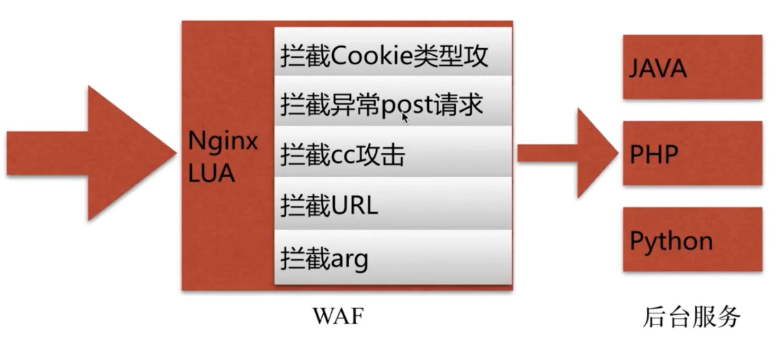 拦截Cookie类型攻
拦截异常post请求
Nginx
LUA
拦截cc攻击
拦截URL
拦截arg
JAVA
PHP
Python
WAF
后台服务